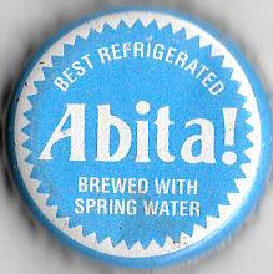 BEST REFRIGERATED
Abita!
BREWED WITH
SPRING WATER